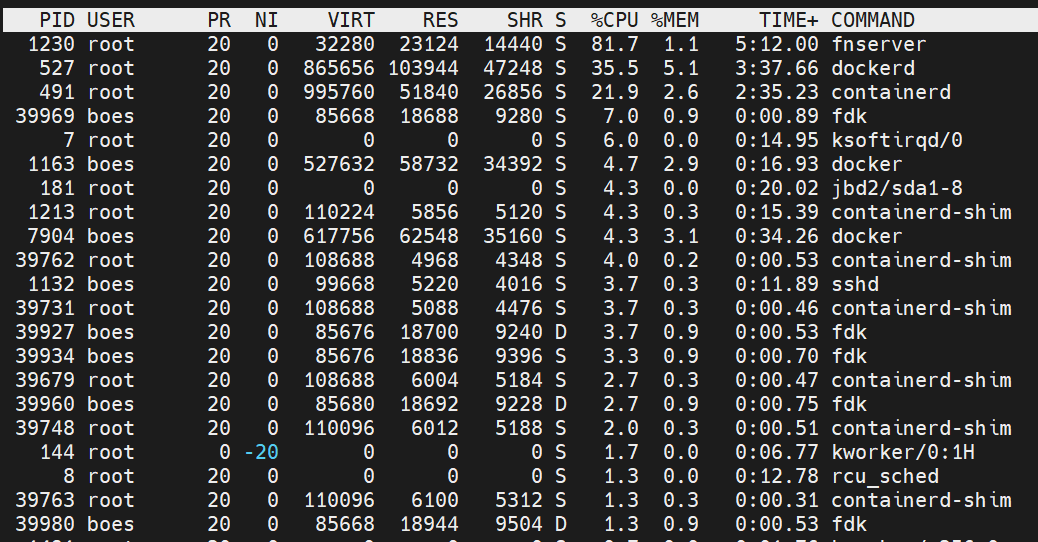 PID USER PR NI VIRT RES SHR S %CPU %MEM TIME+ COMMAND
1230 root 20 0 32280 23124 14440 S 81.7 1.1 5:12.00 fnserver
527 root 20 0 865656 103944 47248 S 35.5 5.1 3:37.66 dockerd
491 root 20 0 995760 51840 26856 S 21.9 2.6 2:35.23 containerd
39969 boes 20 0 85668 18688 9280 S 7.0 0.9 0:00.89 fdk
7 root 20 0 0 0 0 S 6.0 0.0 0:14.95 ksoftirqd/0
1163 boes 20 0 527632 58732 34392 S 4.7 2.9 0:16.93 docker
181 root 20 0 0 0 0 S 4.3 0.0 0:20.02 jbd2/sda1-8
1213 root 20 0 110224 5856 5120 S 4.3 0.3 0:15.39 containerd-shim
7904 boes 20 0 617756 62548 35160 S 4.3 3.1 0:34.26 docker
39762 root 20 0 108688 4968 4348 S 4.0 0.2 0:00.53 containerd-shim
1132 boes 20 0 99668 5220 4016 S 3.7 0.3 0:11.89 sshd
39731 root 20 0 108688 5088 4476 S 3.7 0.3 0:00.46 containerd-shim
39927 boes 20 0 85676 18700 9240 D 3.7 0.9 0:00.53 fdk
39934 boes 20 0 85676 18836 9396 S 3.3 0.9 0:00.70 fdk
39679 root 20 0 108688 6004 5184 S 2.7 0.3 0:00.47 containerd-shim
39960 boes 20 0 85680 18692 9228 D 2.7 0.9 0:00.75 fdk
39748 root 20 0 110096 6012 5188 S 2.0 0.3 0:00.51 containerd-shim
144 root 0 -20 0 0 0 S 1.7 0.0 0:06.77 kworker/0:1H
8 root 20 0 0 0 0 S 1.3 0.0 0:12.78 rcu_sched
39763 root 20 0 110096 6100 5312 S 1.3 0.3 0:00.31 containerd-shim
39980 boes 20 0 85668 18944 9504 D 1.3 0.9 0:00.53 fdk